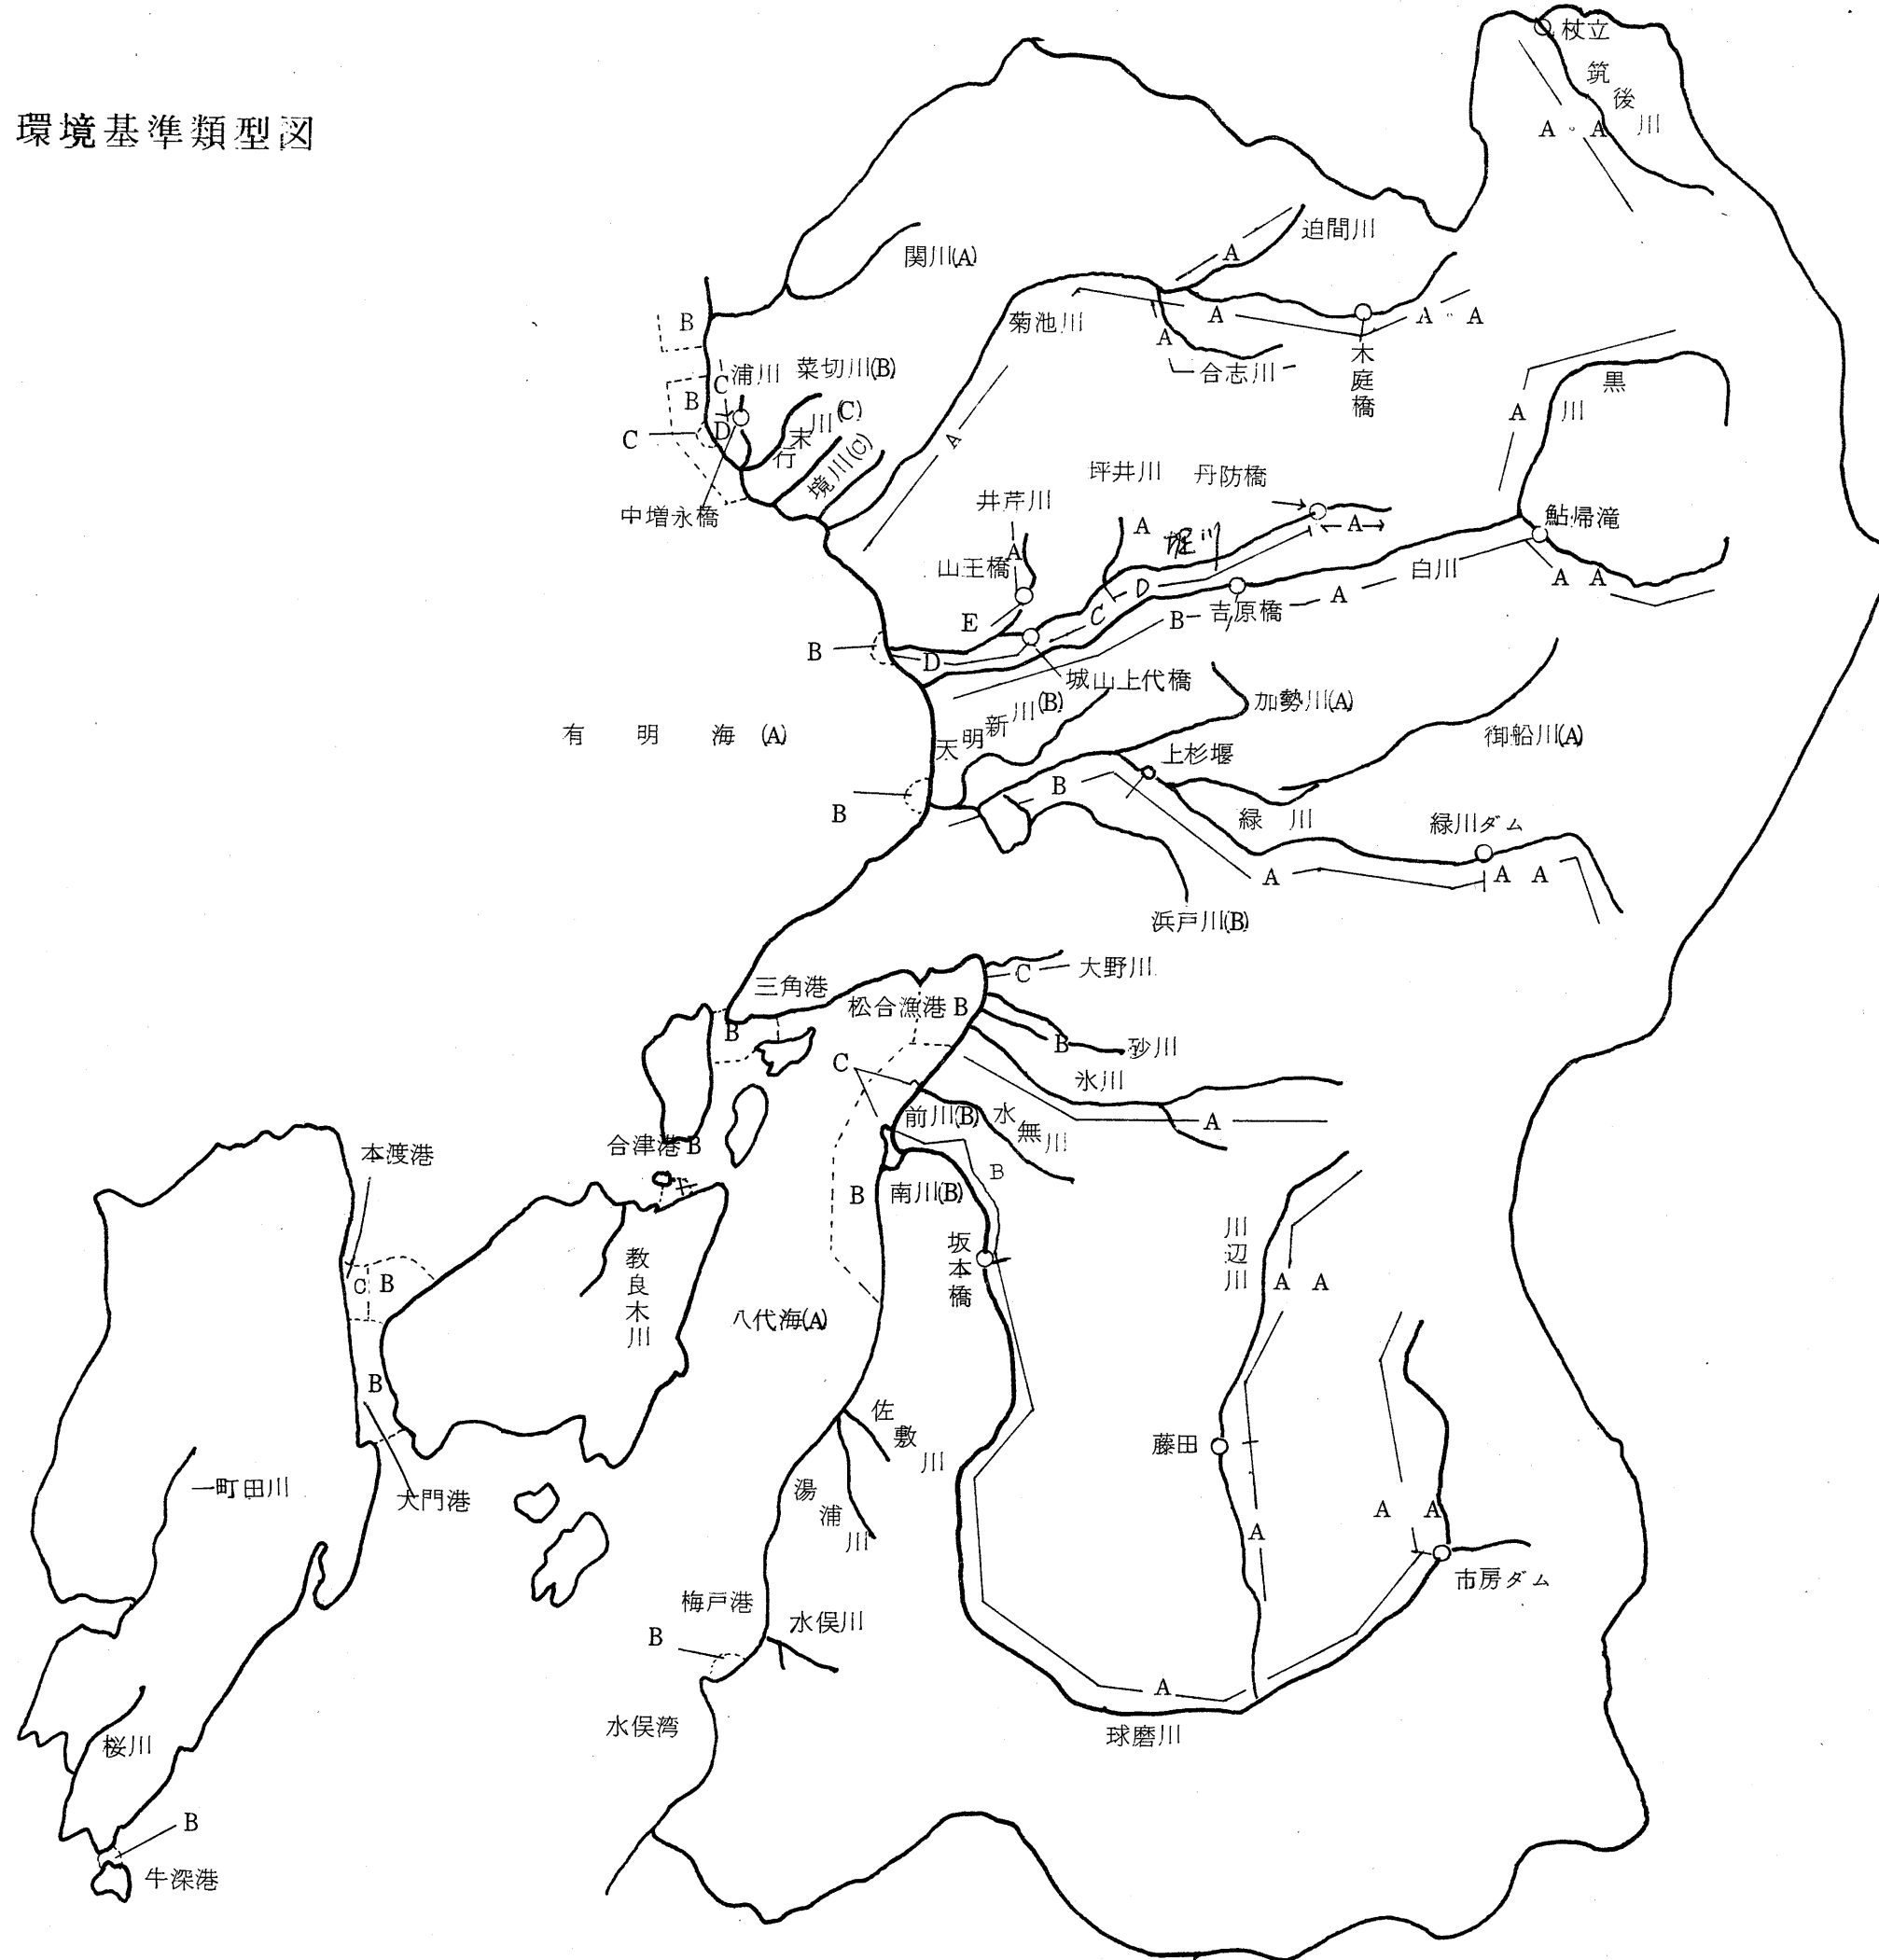 環境基準類型図
杖立
筑後川
A。A
迫間川
A
関川(A)
菊池川
A
A A
A
合志川
木庭橋
A
B
浦川
菜切川(B)
C
B
D
C
行末川(C)
境川(C)
中増永橋
黒川
A
坪井川
丹防橋
井芹川
A
A
A
堀川
鮎帰滝
山王橋
白川
A A
D
C
A
吉原橋
B
E
B
D
城山上代橋
天明新川(B)
加勢川(A)
有明海(A)
御船川(A)
上杉堰
B
B
緑川
緑川ダム
A
A A
浜戸川(B)
C
大野川
三角港
松合漁港 B
B
B
砂川
C
氷川
前川(B)
水無川
A
合津港 B
本渡港
B
B
南川(B)
川辺川
坂本橋
教良木川
A A
C
B
八代海(A)
B
佐敷川
藤田
一町田川
大門港
湯浦川
A
A A
市房ダム
梅戸港
水俣川
B
A
水俣湾
球磨川
桜川
B
牛深港